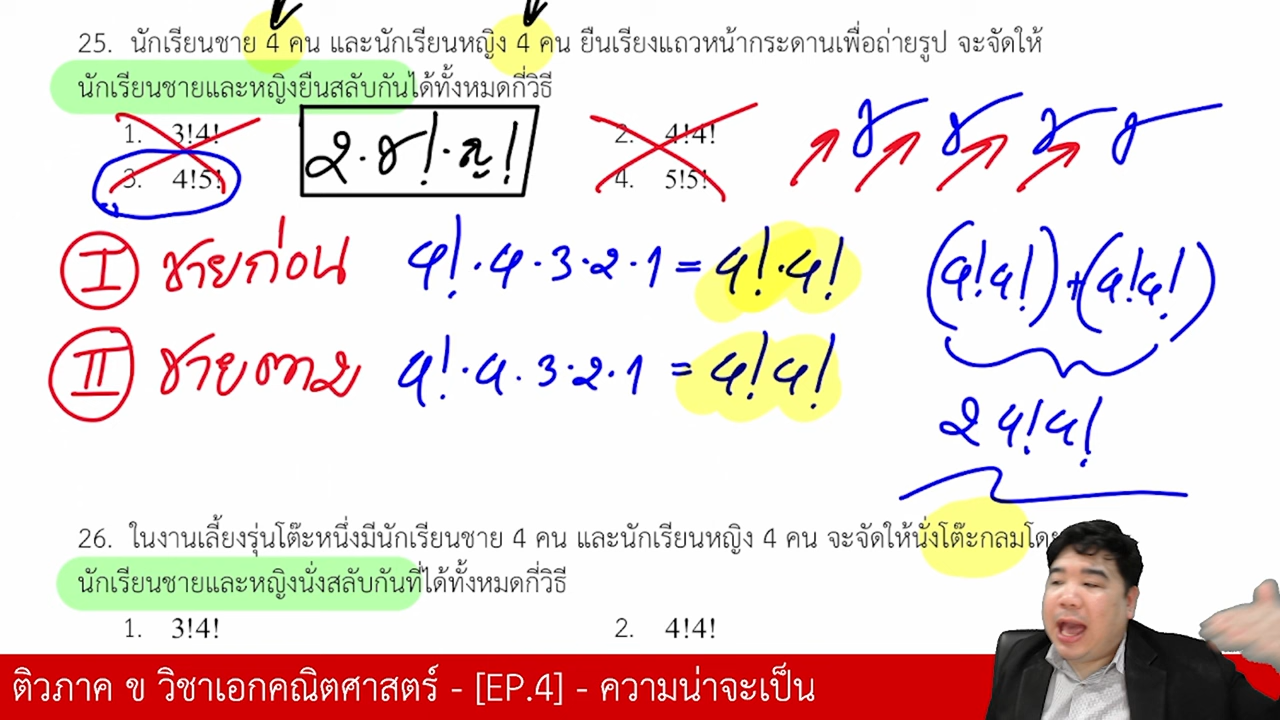 25. นักเรียนชาย 4 คน และนักเรียนหญิง 4 คน ยืนเรียงแถวหน้ากระดานเพื่อถ่ายรูป จะจัดให้
นักเรียนชายและหญิงยืนสลับกันได้ทั้งหมดกี่วิธี
1. 3!4!
2. 4!4!
3. 4!5!
4. 5!5!
2·ช!·ญ!
ช ช ช ช
I ชายก่อน 4!·4·3·2·1 = 4!·4!
(4!4!)+(4!4!)
II ชายตาม 4!·4·3·2·1 = 4!4!
2 4!4!
26. ในงานเลี้ยงรุ่นโต๊ะหนึ่งมีนักเรียนชาย 4 คน และนักเรียนหญิง 4 คน จะจัดให้นั่งโต๊ะกลมโดย
นักเรียนชายและหญิงนั่งสลับกันที่ได้ทั้งหมดกี่วิธี
1. 3!4!
2. 4!4!
ติวภาค ข วิชาเอกคณิตศาสตร์ - [EP.4] - ความน่าจะเป็น